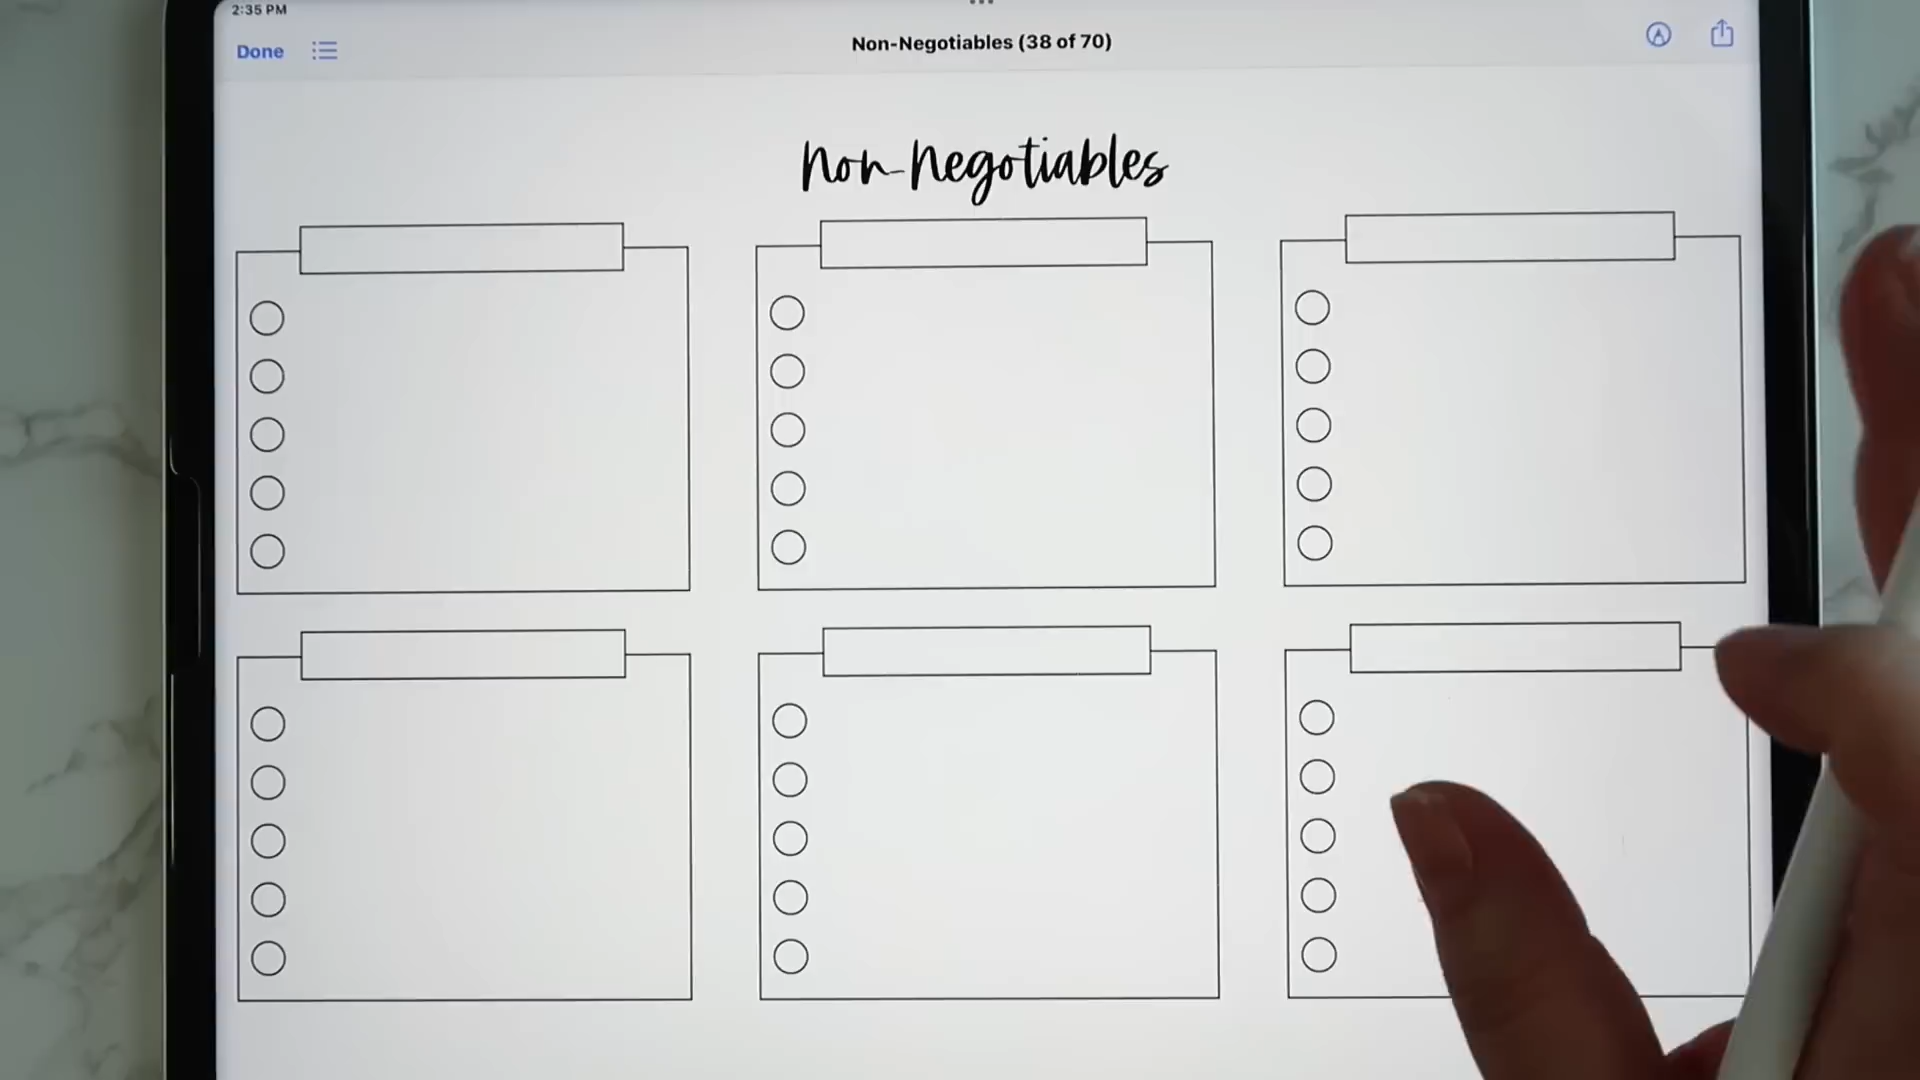 2:35 PM
Done
Non-Negotiables (38 of 70)
Non-Negotiables